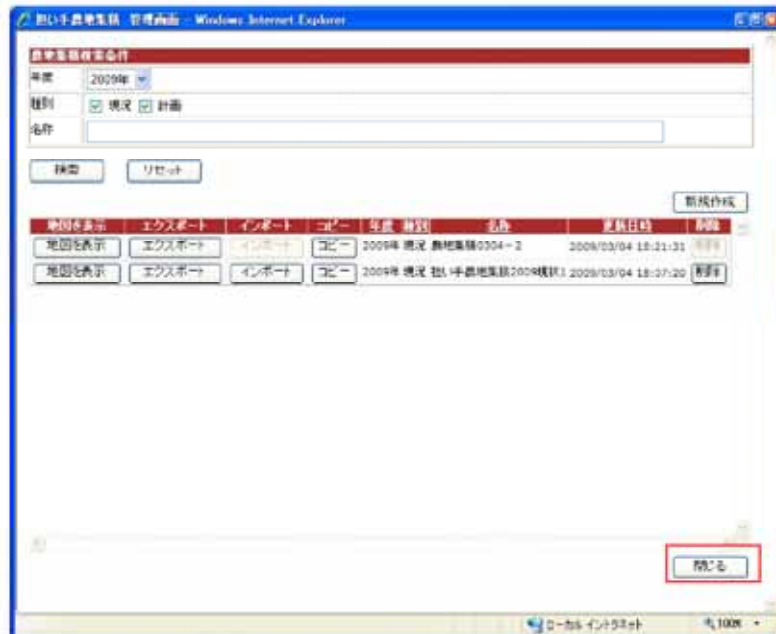 担い手農地集積 管理画面 - Windows Internet Explorer
農地集積検索条件
年度 2009年
種別 現況 計画
名称
検索 リセット
新規作成
地図を表示 エクスポート インポート コピー 年度 種別 名称 更新日時 削除
地図を表示 エクスポート インポート コピー 2009年 現況 農地集積0304-2 2009/03/04 18:21:31 削除
地図を表示 エクスポート インポート コピー 2009年 現況 担い手農地集積2009現状 2009/03/04 18:37:20 削除
閉じる
ローカル イントラネット 100%